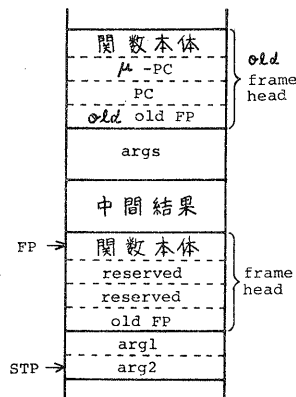 関数本体
μ-PC
PC
old old FP
old
frame
head
args
中間結果
FP
関数本体
reserved
reserved
old FP
frame
head
arg1
STP
arg2